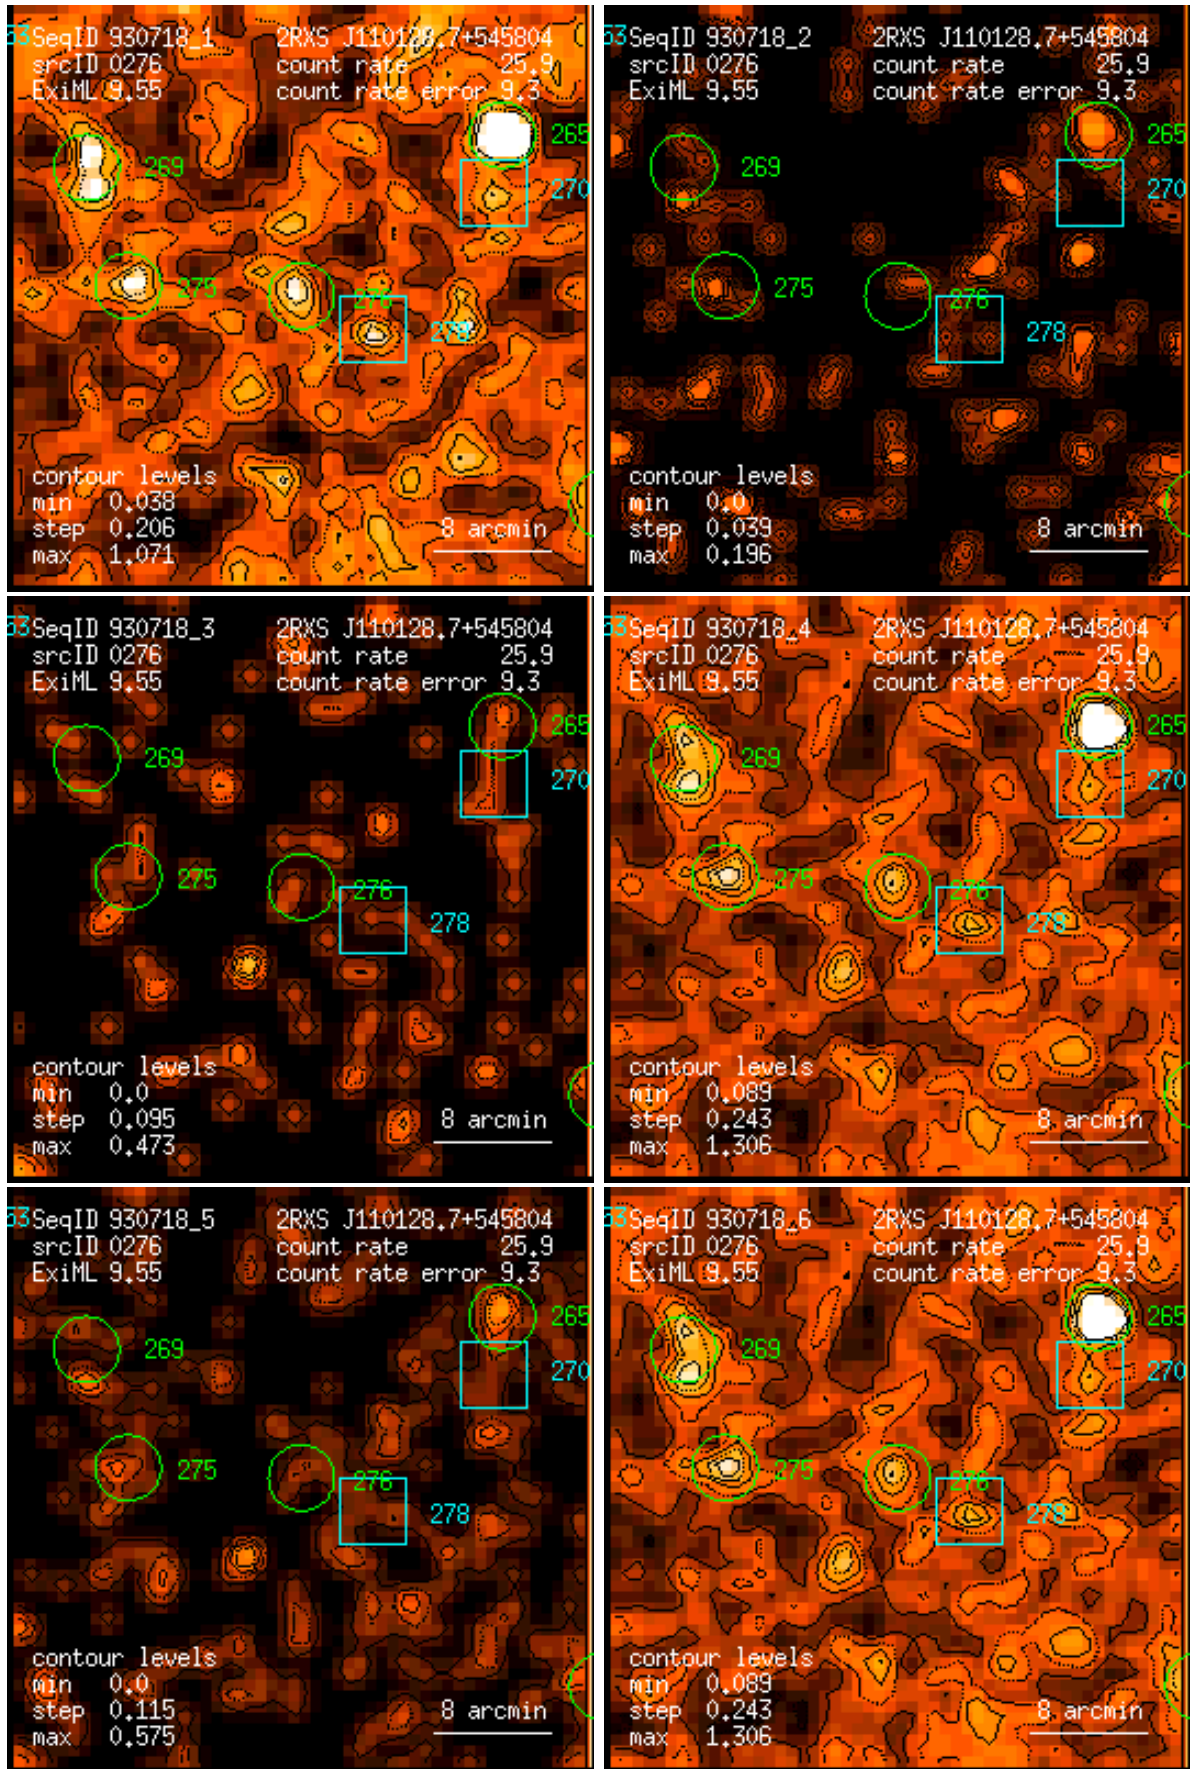 53 SeqID 930718_1 2RXS J110128.7+545804
srcID 0276 count rate 25.9
ExiML 9.55 count rate error 9.3
265
269
270
275
276
278
contour levels
min 0.038
step 0.206 8 arcmin
max 1.071
53 SeqID 930718_2 2RXS J110128.7+545804
srcID 0276 count rate 25.9
ExiML 9.55 count rate error 9.3
265
269
270
275
276
278
contour levels
min 0.0
step 0.039 8 arcmin
max 0.196
53 SeqID 930718_3 2RXS J110128.7+545804
srcID 0276 count rate 25.9
ExiML 9.55 count rate error 9.3
265
269
270
275
276
278
contour levels
min 0.0
step 0.095 8 arcmin
max 0.473
53 SeqID 930718_4 2RXS J110128.7+545804
srcID 0276 count rate 25.9
ExiML 9.55 count rate error 9.3
265
269
270
275
276
278
contour levels
min 0.089
step 0.243 8 arcmin
max 1.306
53 SeqID 930718_5 2RXS J110128.7+545804
srcID 0276 count rate 25.9
ExiML 9.55 count rate error 9.3
265
269
270
275
276
278
contour levels
min 0.0
step 0.115 8 arcmin
max 0.575
53 SeqID 930718_6 2RXS J110128.7+545804
srcID 0276 count rate 25.9
ExiML 9.55 count rate error 9.3
265
269
270
275
276
278
contour levels
min 0.089
step 0.243 8 arcmin
max 1.306